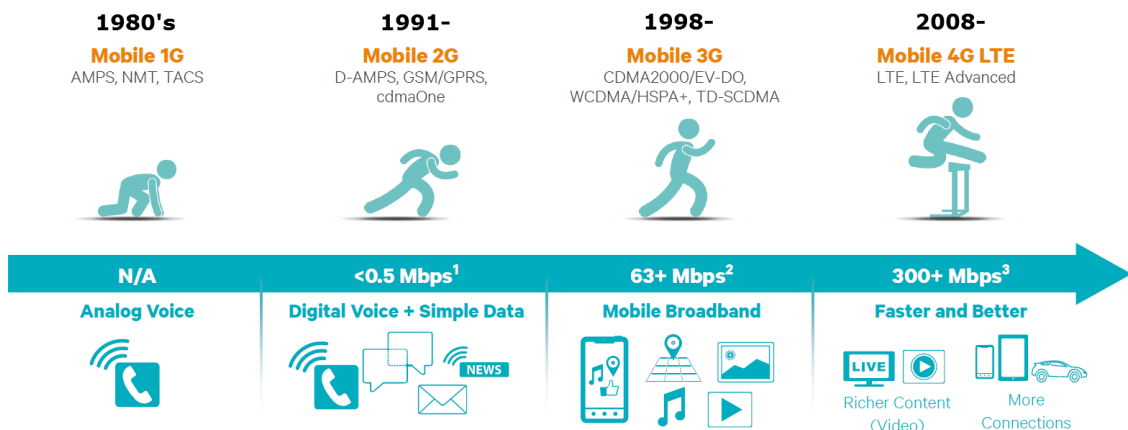 1980's
Mobile 1G
AMPS, NMT, TACS
1991-
Mobile 2G
D-AMPS, GSM/GPRS,
cdmaOne
1998-
Mobile 3G
CDMA2000/EV-DO,
WCDMA/HSPA+, TD-SCDMA
2008-
Mobile 4G LTE
LTE, LTE Advanced
N/A
<0.5 Mbps¹
63+ Mbps²
300+ Mbps³
Analog Voice
Digital Voice + Simple Data
NEWS
Mobile Broadband
Faster and Better
LIVE
Richer Content
(Video)
More
Connections